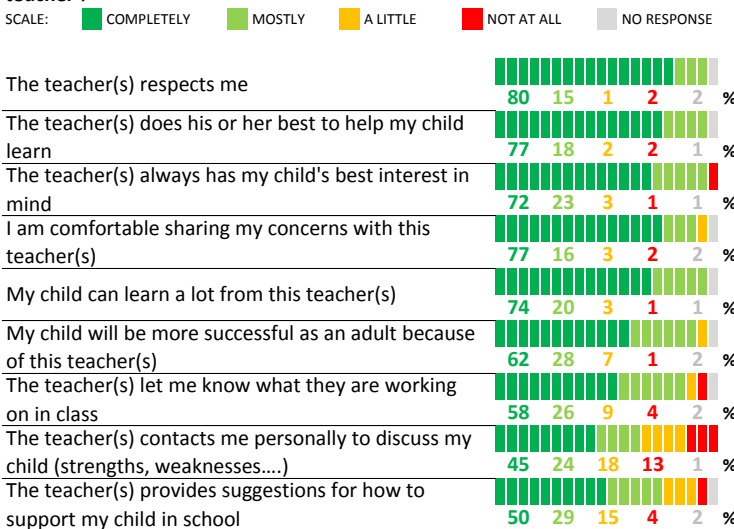 teacher?
SCALE: COMPLETELY MOSTLY A LITTLE NOT AT ALL NO RESPONSE
The teacher(s) respects me
80 15 1 2 2 %
The teacher(s) does his or her best to help my child
learn
77 18 2 2 1 %
The teacher(s) always has my child's best interest in
mind
72 23 3 1 1 %
I am comfortable sharing my concerns with this
teacher(s)
77 16 3 2 2 %
My child can learn a lot from this teacher(s)
74 20 3 1 1 %
My child will be more successful as an adult because
of this teacher(s)
62 28 7 1 2 %
The teacher(s) let me know what they are working
on in class
58 26 9 4 2 %
The teacher(s) contacts me personally to discuss my
child (strengths, weaknesses....)
45 24 18 13 1 %
The teacher(s) provides suggestions for how to
support my child in school
50 29 15 4 2 %